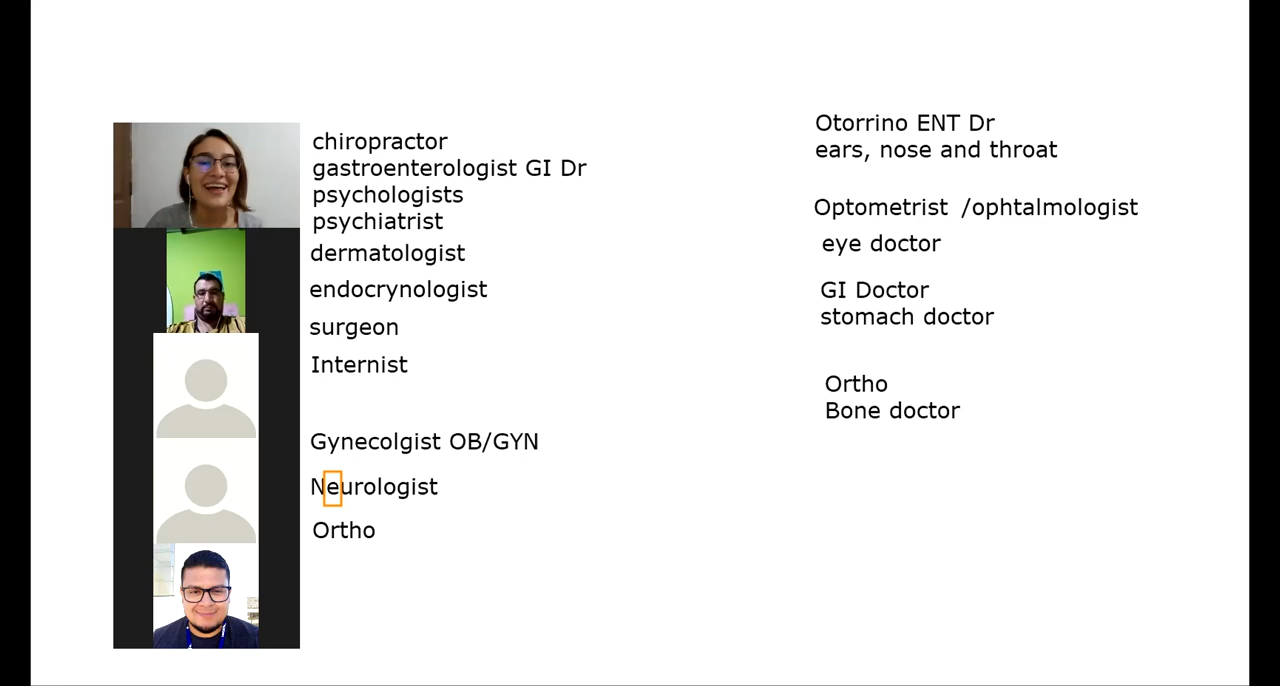 chiropractor
gastroenterologist GI Dr
psychologists
psychiatrist
dermatologist
endocrynologist
surgeon
Internist
Gynecolgist OB/GYN
Neurologist
Ortho
Otorrino ENT Dr
ears, nose and throat
Optometrist /ophtalmologist
eye doctor
GI Doctor
stomach doctor
Ortho
Bone doctor